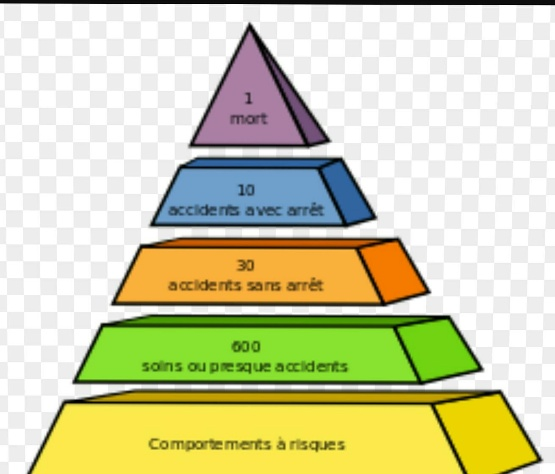 1
mort
10
accidents avec arrêt
30
accidents sans arrêt
600
soins ou presque accidents
Comportements à risques